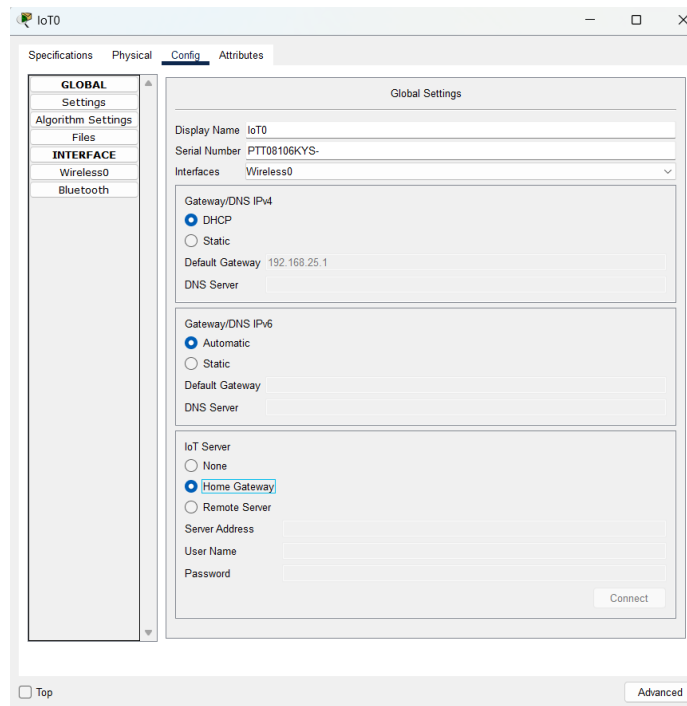 IoT0
Specifications Physical Config Attributes
GLOBAL
Settings
Algorithm Settings
Files
INTERFACE
Wireless0
Bluetooth
Global Settings
Display Name IoT0
Serial Number PTT08106KYS-
Interfaces Wireless0
Gateway/DNS IPv4
DHCP
Static
Default Gateway 192.168.25.1
DNS Server
Gateway/DNS IPv6
Automatic
Static
Default Gateway
DNS Server
IoT Server
None
Home Gateway
Remote Server
Server Address
User Name
Password
Connect
Top
Advanced